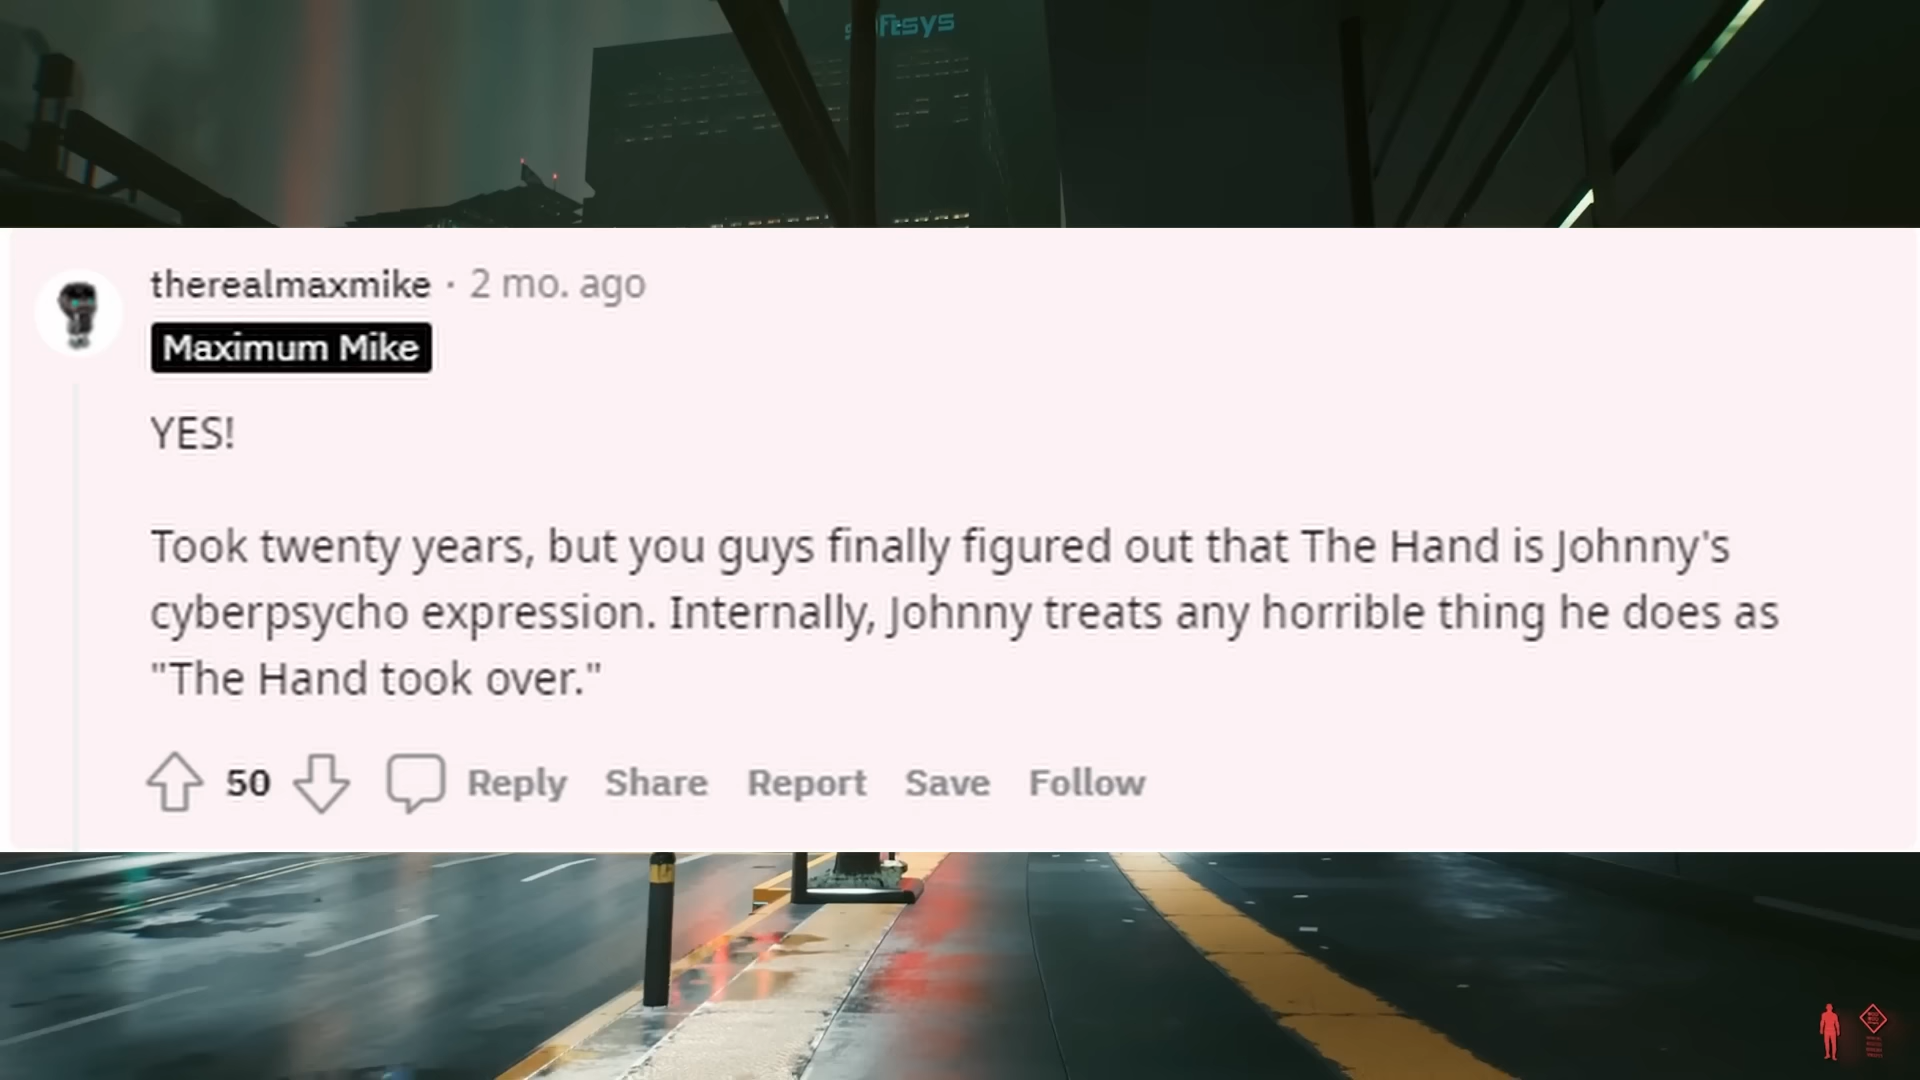 softsys
therealmaxmike · 2 mo. ago
Maximum Mike
YES!
Took twenty years, but you guys finally figured out that The Hand is Johnny's
cyberpsycho expression. Internally, Johnny treats any horrible thing he does as
"The Hand took over."
50 Reply Share Report Save Follow